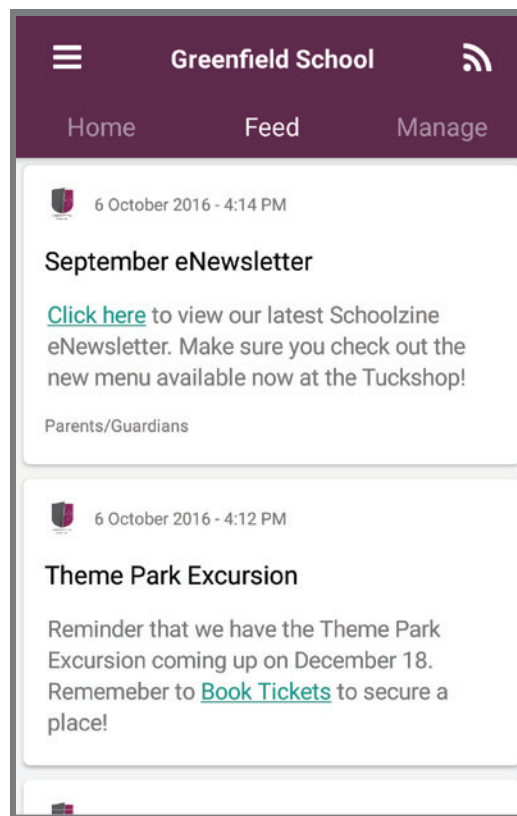 Greenfield School
Home Feed Manage
6 October 2016 - 4:14 PM
September eNewsletter
Click here to view our latest Schoolzine
eNewsletter. Make sure you check out the
new menu available now at the Tuckshop!
Parents/Guardians
6 October 2016 - 4:12 PM
Theme Park Excursion
Reminder that we have the Theme Park
Excursion coming up on December 18.
Rememeber to Book Tickets to secure a
place!